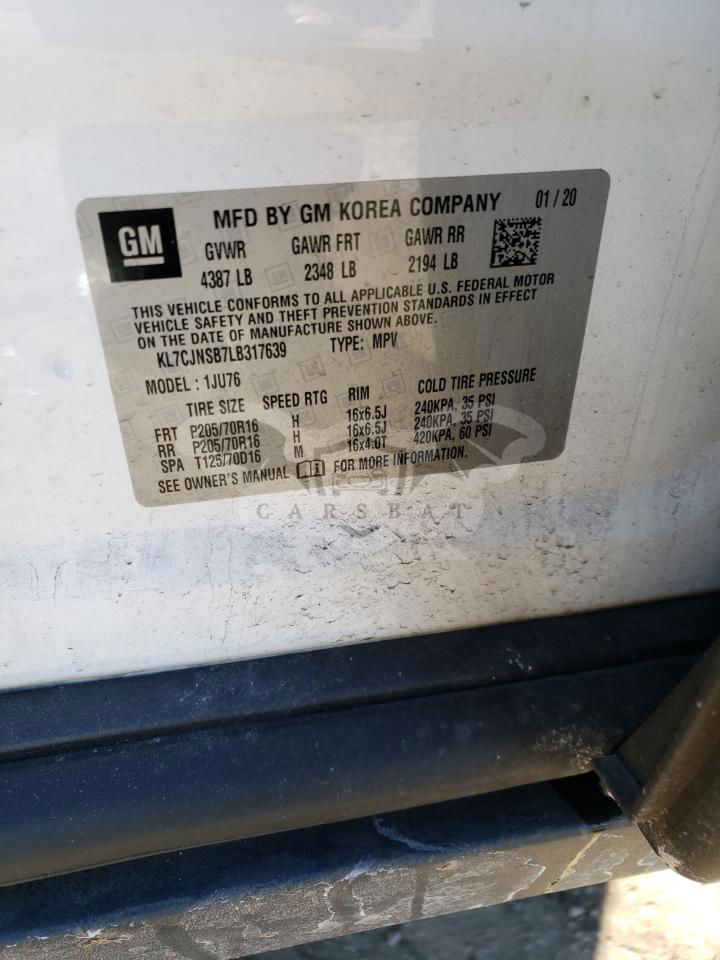 GM
MFD BY GM KOREA COMPANY 01 / 20
GVWR GAWR FRT GAWR RR
4387 LB 2348 LB 2194 LB
THIS VEHICLE CONFORMS TO ALL APPLICABLE U.S. FEDERAL MOTOR
VEHICLE SAFETY AND THEFT PREVENTION STANDARDS IN EFFECT
ON THE DATE OF MANUFACTURE SHOWN ABOVE.
KL7CJNSB7LB317639 TYPE: MPV
MODEL: 1JU76
TIRE SIZE SPEED RTG RIM COLD TIRE PRESSURE
FRT P205/70R16 H 16x6.5J 240KPA, 35 PSI
RR P205/70R16 H 16x6.5J 240KPA, 35 PSI
SPA T125/70D16 M 16x4.0T 420KPA, 60 PSI
SEE OWNER'S MANUAL FOR MORE INFORMATION.
CARSBAT